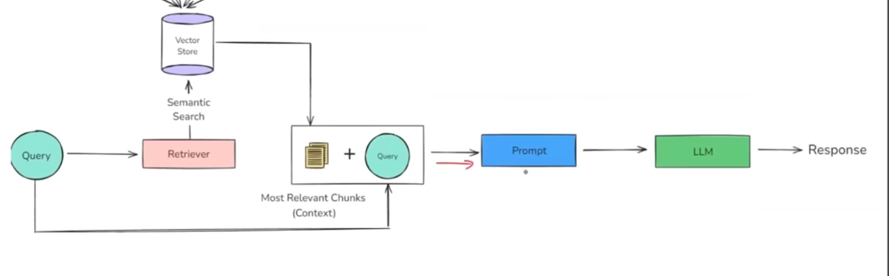 Vector
Store
Semantic
Search
Query
Retriever
Query
Prompt
LLM
Response
Most Relevant Chunks
(Context)